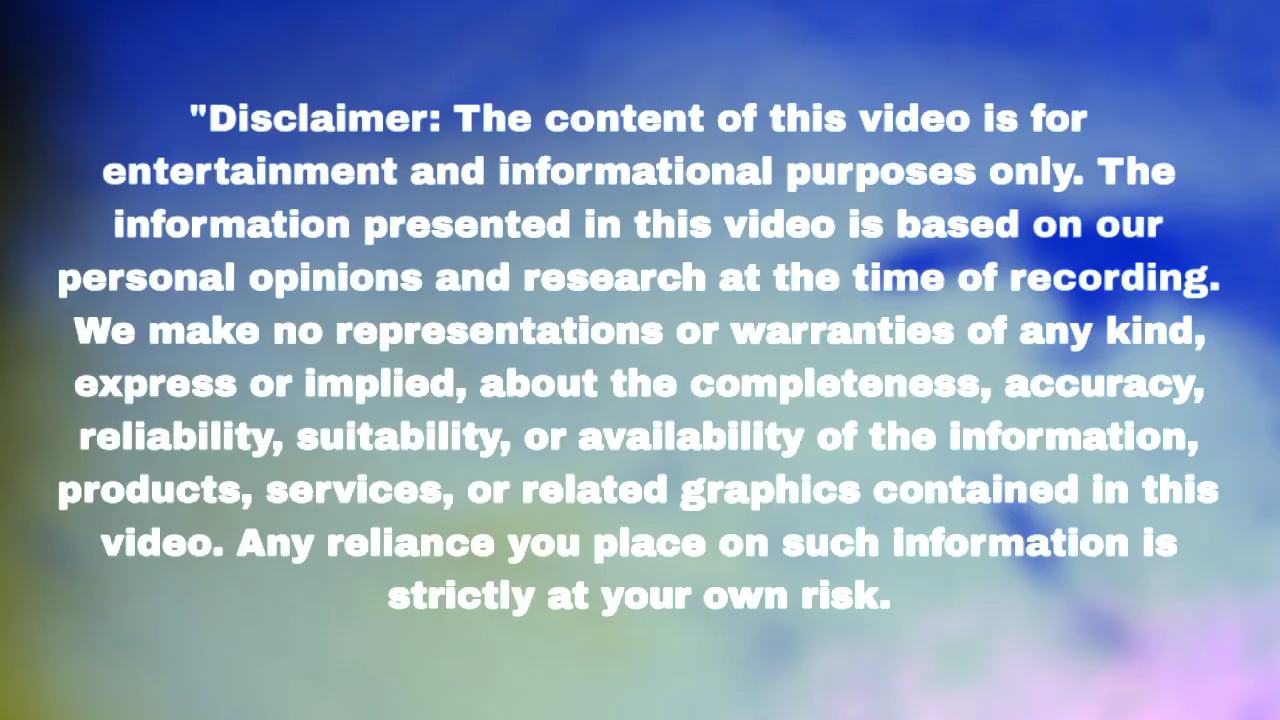 "Disclaimer: The content of this video is for
entertainment and informational purposes only. The
information presented in this video is based on our
personal opinions and research at the time of recording.
We make no representations or warranties of any kind,
express or implied, about the completeness, accuracy,
reliability, suitability, or availability of the information,
products, services, or related graphics contained in this
video. Any reliance you place on such information is
strictly at your own risk.